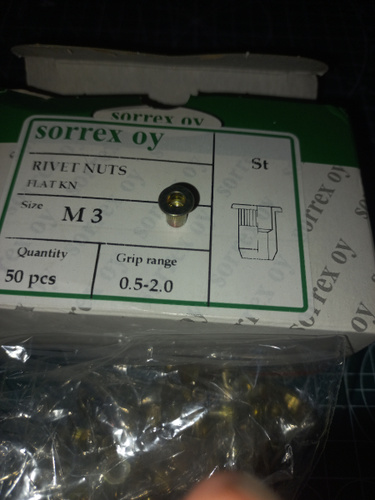 sorrex oy
sorrex oy
RIVET NUTS
FLAT KN
St
Size M 3
Quantity
50 pcs
Grip range
0.5-2.0
sorrex oy